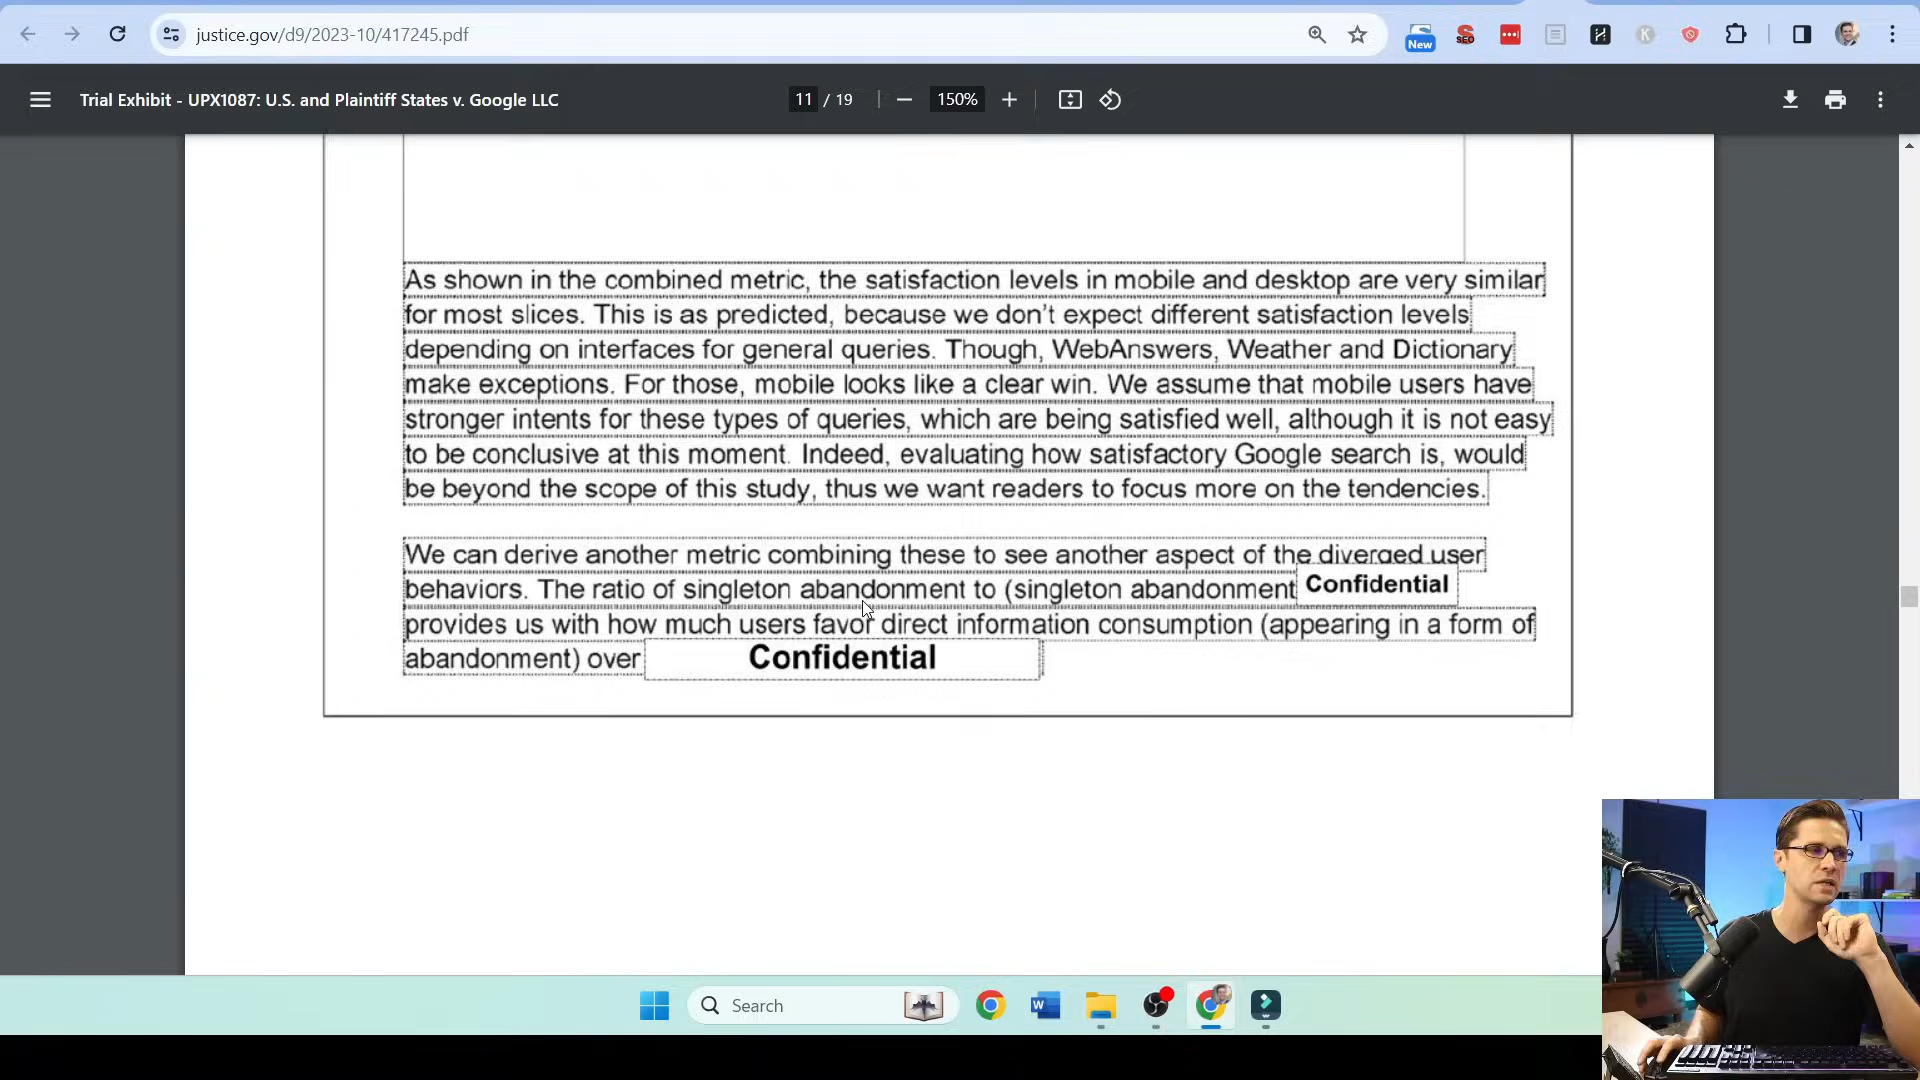 justice.gov/d9/2023-10/417245.pdf
New
SEO
K
Trial Exhibit - UPX1087: U.S. and Plaintiff States v. Google LLC
11 / 19
150%
As shown in the combined metric, the satisfaction levels in mobile and desktop are very similar
for most slices. This is as predicted, because we don't expect different satisfaction levels
depending on interfaces for general queries. Though, WebAnswers, Weather and Dictionary
make exceptions. For those, mobile looks like a clear win. We assume that mobile users have
stronger intents for these types of queries, which are being satisfied well, although it is not easy
to be conclusive at this moment. Indeed, evaluating how satisfactory Google search is, would
be beyond the scope of this study, thus we want readers to focus more on the tendencies.
We can derive another metric combining these to see another aspect of the diverged user
behaviors. The ratio of singleton abandonment to (singleton abandonment Confidential
provides us with how much users favor direct information consumption (appearing in a form of
abandonment) over Confidential
Search